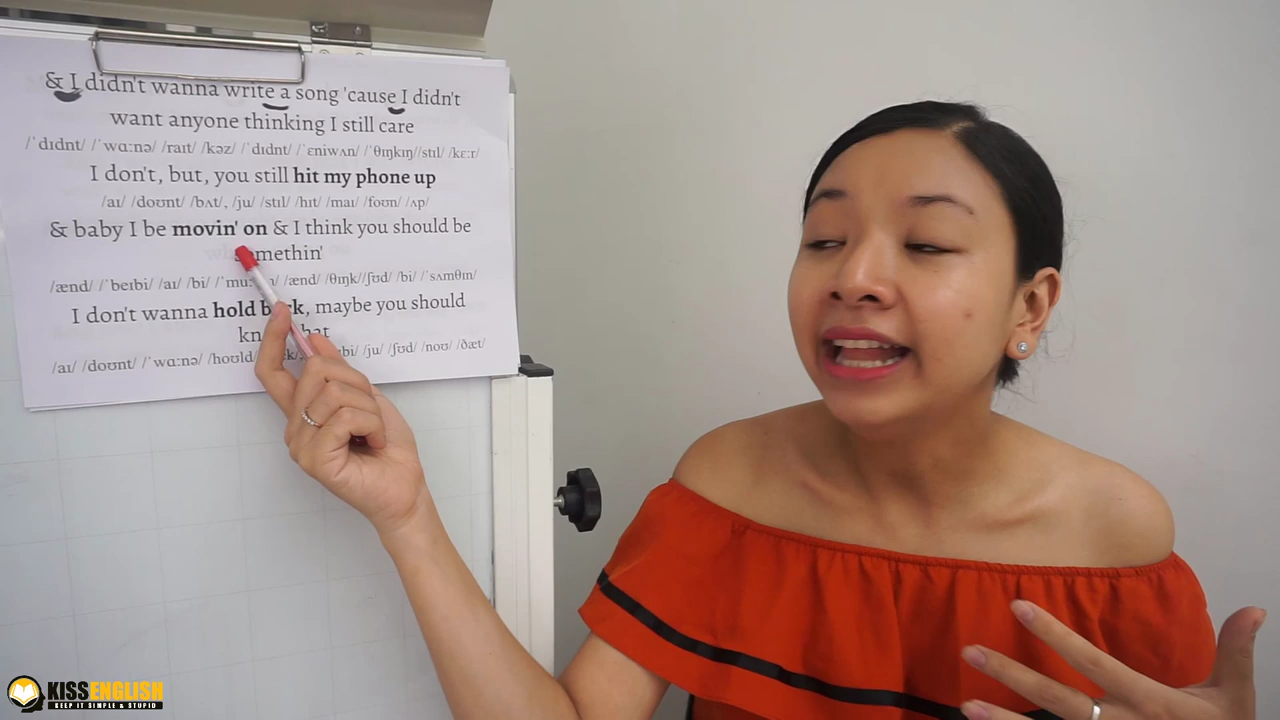 & I didn't wanna write a song 'cause I didn't
want anyone thinking I still care
/ˈdɪdnt/ /ˈwɑːnə/ /raɪt/ /kəz/ /ˈdɪdnt/ /ˈɛniwʌn/ /ˈθɪŋkɪŋ//stɪl/ /kɛːr/
I don't, but, you still hit my phone up
/aɪ/ /doʊnt/ /bʌt/, /ju/ /stɪl/ /hɪt/ /maɪ/ /foʊn/ /ʌp/
& baby I be movin' on & I think you should be
/ænd/ /ˈbeɪbi/ /aɪ/ /bi/ /ænd/ /θɪŋk//ʃʊd/ /bi/ /ˈsʌmθɪn/
I don't wanna hold, maybe you should
/aɪ/ /doʊnt/ /ˈwɑːnə/ /hoʊld /ju/ /ʃʊd/ /noʊ/ /ðæt/
KISSENGLISH
KEEP IT SIMPLE & STUPID